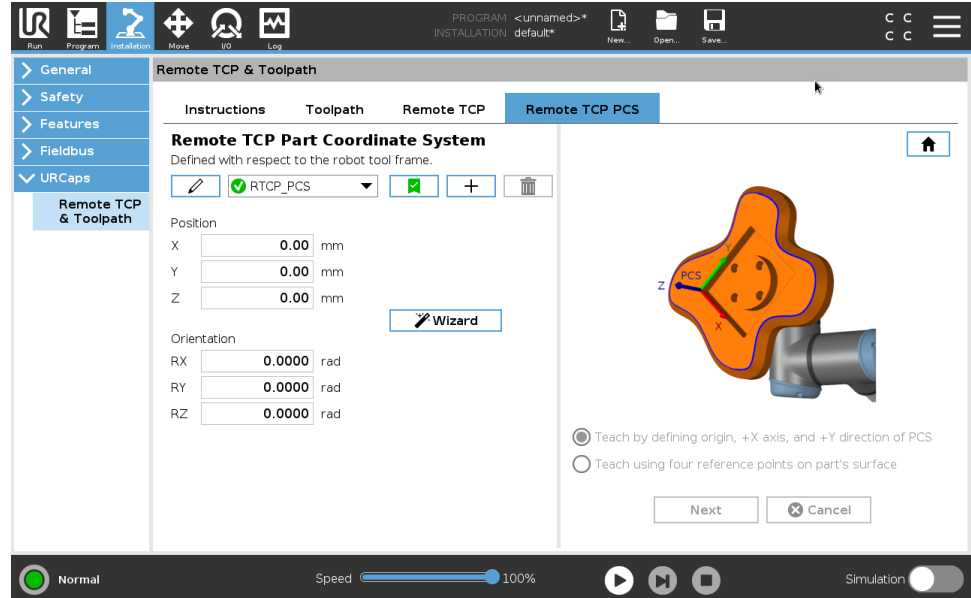 PROGRAM <unnamed>*
INSTALLATION default*
Run Program Installation Move I/O Log New... Open... Save...
C C
C C
General
Safety
Features
Fieldbus
URCaps
Remote TCP
& Toolpath
Remote TCP & Toolpath
Instructions Toolpath Remote TCP Remote TCP PCS
Remote TCP Part Coordinate System
Defined with respect to the robot tool frame.
RTCP_PCS
Position
X 0.00 mm
Y 0.00 mm
Z 0.00 mm
Wizard
Orientation
RX 0.0000 rad
RY 0.0000 rad
RZ 0.0000 rad
Y
PCS
Z
X
Teach by defining origin, +X axis, and +Y direction of PCS
Teach using four reference points on part's surface
Next Cancel
Normal Speed 100% Simulation